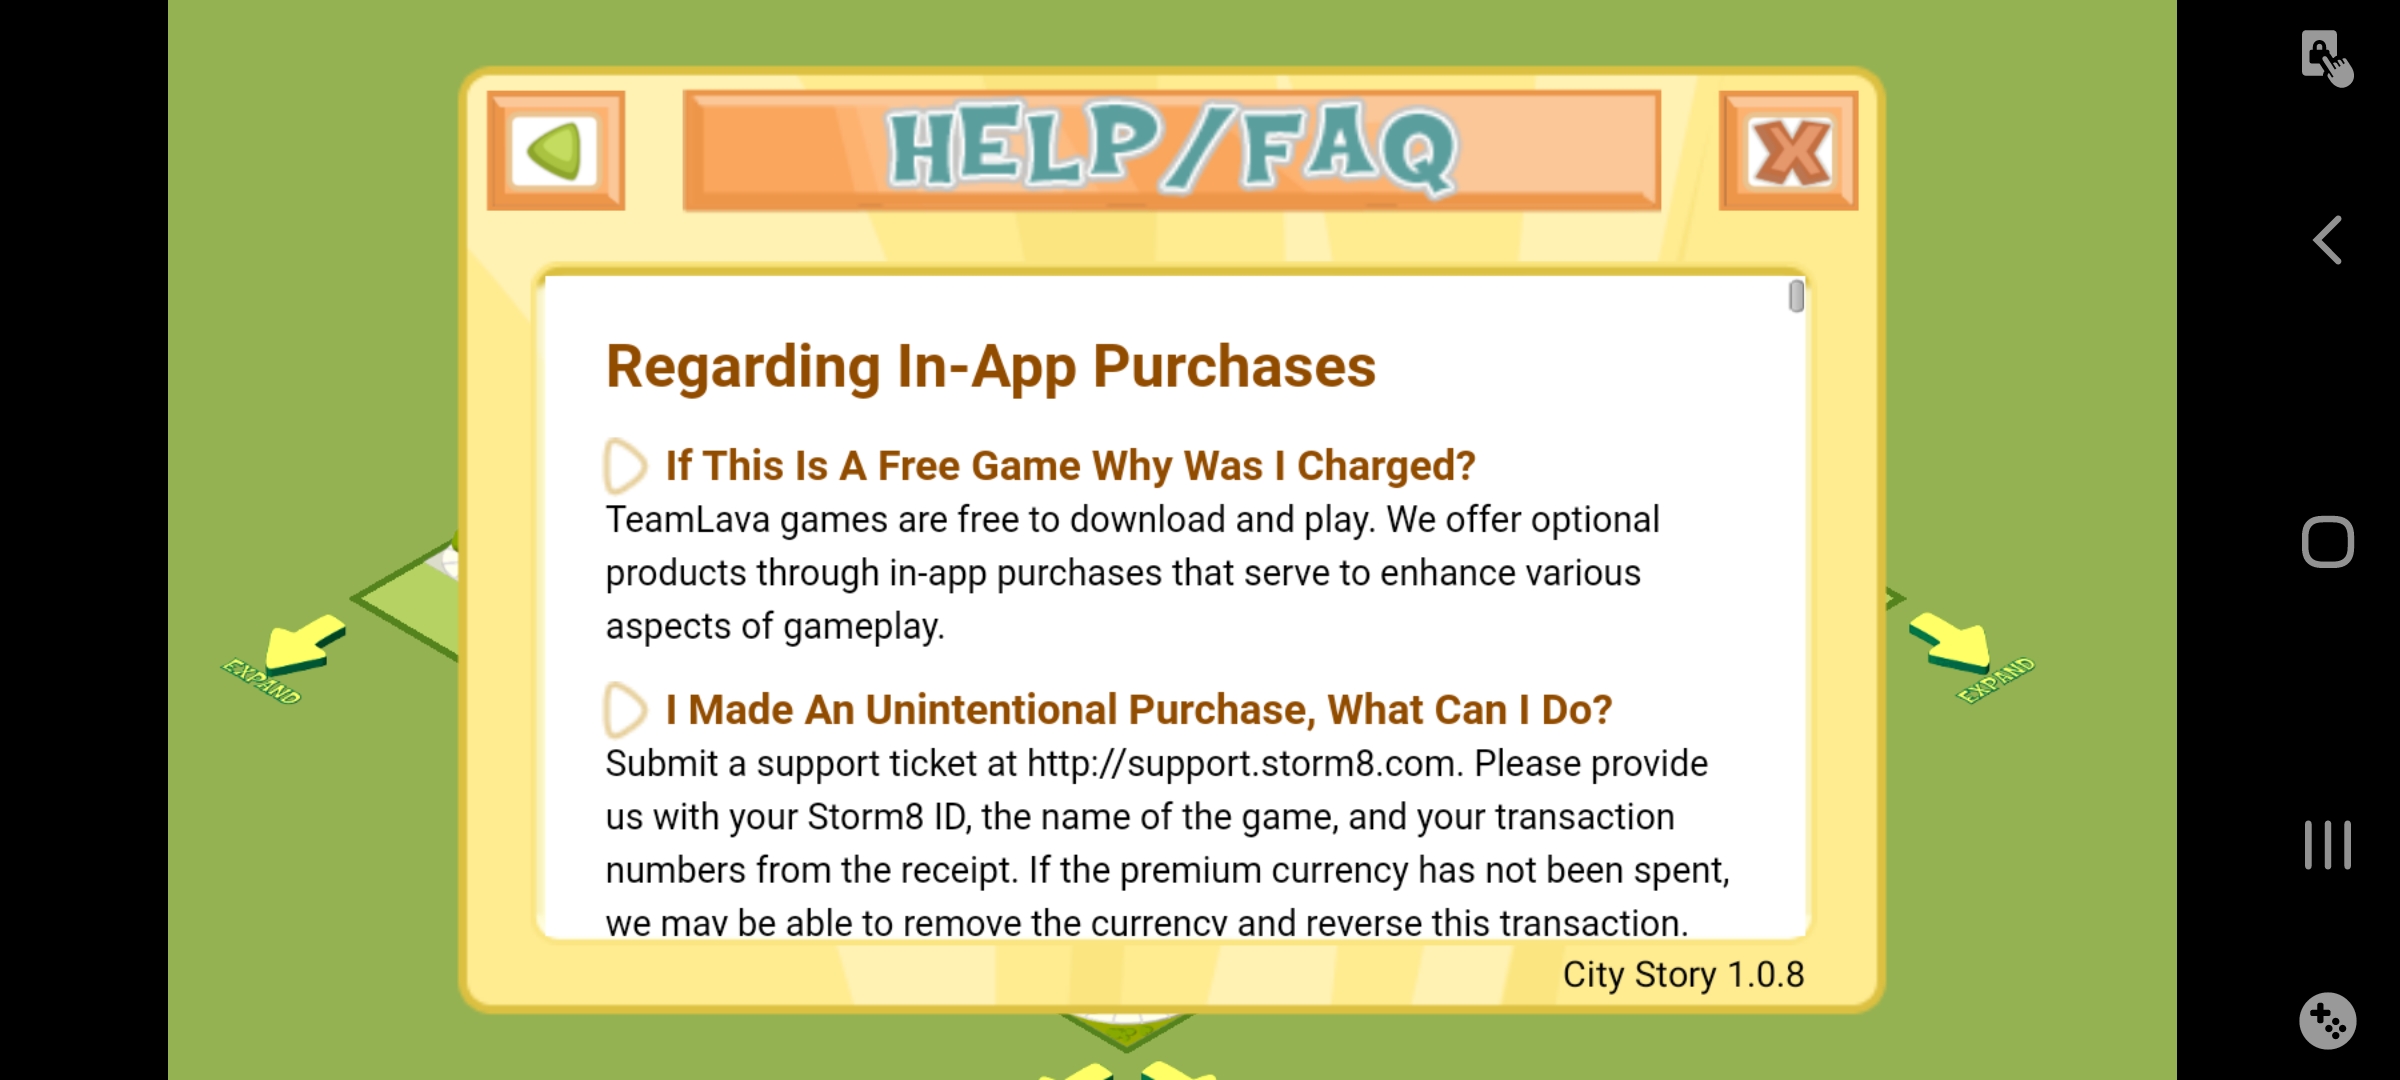 HELP/FAQ
Regarding In-App Purchases
If This Is A Free Game Why Was I Charged?
TeamLava games are free to download and play. We offer optional
products through in-app purchases that serve to enhance various
aspects of gameplay.
EXPAND
EXPAND
I Made An Unintentional Purchase, What Can I Do?
Submit a support ticket at http://support.storm8.com. Please provide
us with your Storm8 ID, the name of the game, and your transaction
numbers from the receipt. If the premium currency has not been spent,
we may be able to remove the currency and reverse this transaction.
City Story 1.0.8